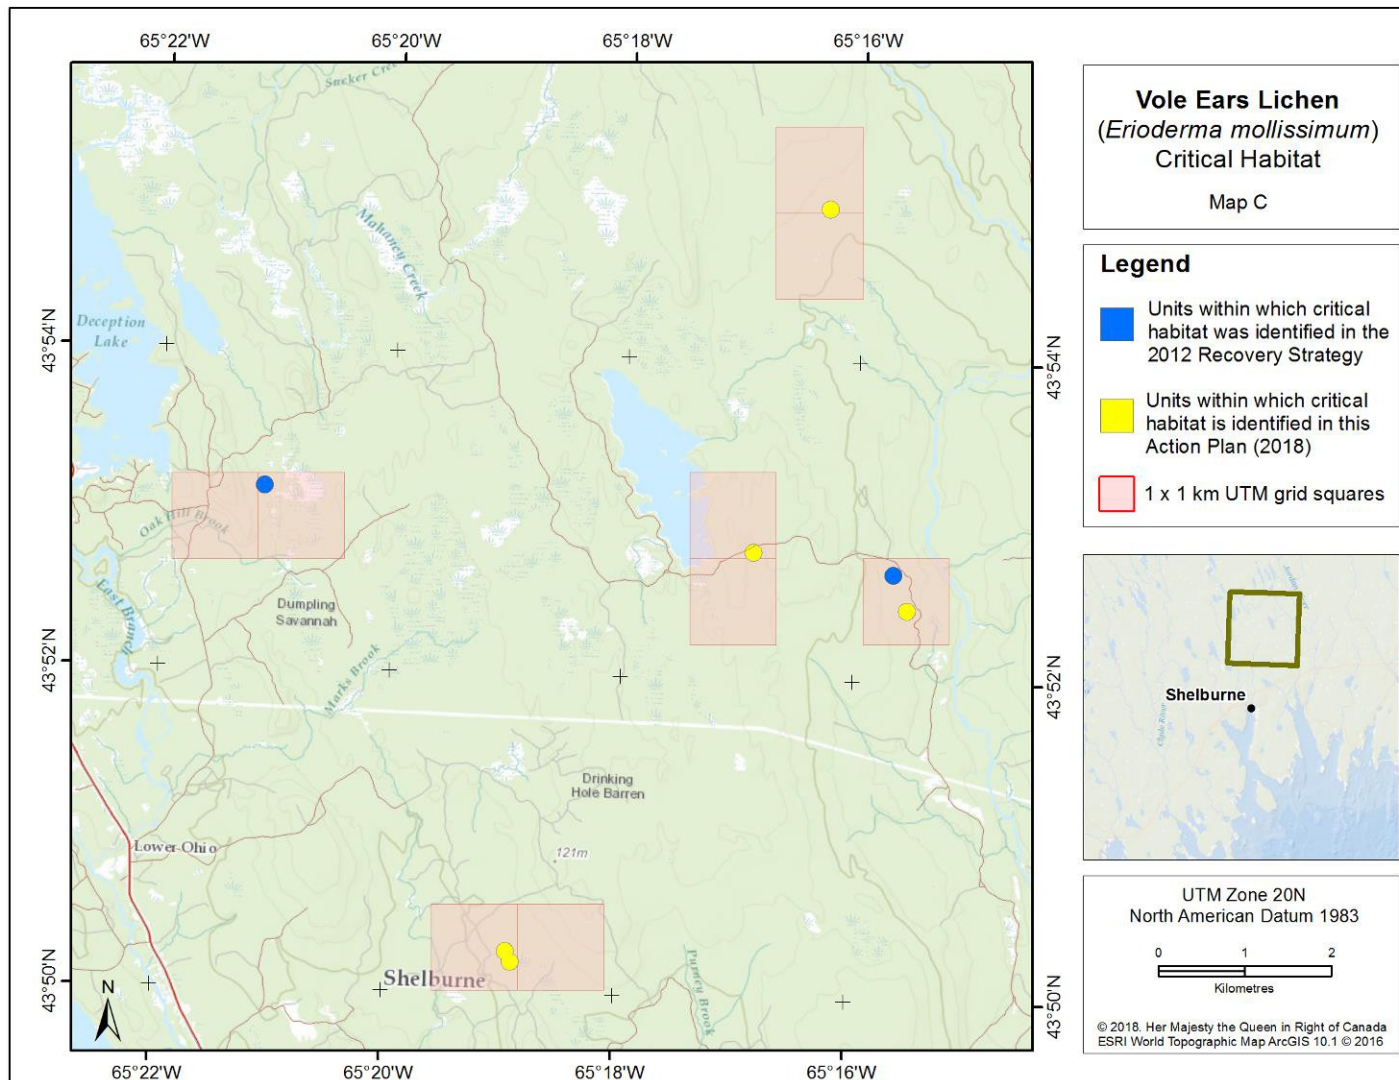 65°22'W
65°20'W
65°18'W
65°16'W
Sucker Creek
Mahaney Creek
Deception
Lake
43°54'N
43°54'N
Oak Hill Brook
East Branch
Dumpling
Savannah
Marks Brook
43°52'N
43°52'N
Drinking
Hole Barren
Lower Ohio
121m
Shelburne
Purney Brook
43°50'N
43°50'N
N
65°22'W
65°20'W
65°18'W
65°16'W
Vole Ears Lichen
(Erioderma mollissimum)
Critical Habitat
Map C
Legend
Units within which critical
habitat was identified in the
2012 Recovery Strategy
Units within which critical
habitat is identified in this
Action Plan (2018)
1 x 1 km UTM grid squares
Shelburne
Clyde River
UTM Zone 20N
North American Datum 1983
0 1 2
Kilometres
© 2018. Her Majesty the Queen in Right of Canada
ESRI World Topographic Map ArcGIS 10.1 © 2016